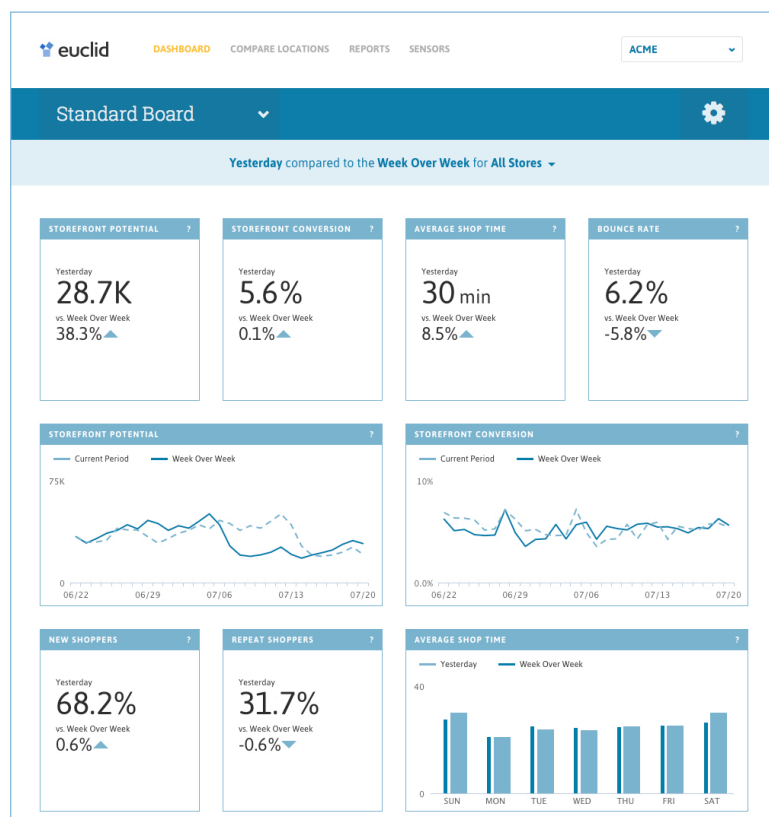 euclid
DASHBOARD COMPARE LOCATIONS REPORTS SENSORS
ACME
Standard Board
Yesterday compared to the Week Over Week for All Stores
STOREFRONT POTENTIAL ?
Yesterday
28.7K
vs. Week Over Week
38.3%
STOREFRONT CONVERSION ?
Yesterday
5.6%
vs. Week Over Week
0.1%
AVERAGE SHOP TIME ?
Yesterday
30 min
vs. Week Over Week
8.5%
BOUNCE RATE ?
Yesterday
6.2%
vs. Week Over Week
-5.8%
STOREFRONT POTENTIAL ?
Current Period Week Over Week
75K
0
06/22 06/29 07/06 07/13 07/20
STOREFRONT CONVERSION ?
Current Period Week Over Week
10%
0.0%
06/22 06/29 07/06 07/13 07/20
NEW SHOPPERS ?
Yesterday
68.2%
vs. Week Over Week
0.6%
REPEAT SHOPPERS ?
Yesterday
31.7%
vs. Week Over Week
-0.6%
AVERAGE SHOP TIME ?
Yesterday Week Over Week
40
0
SUN MON TUE WED THU FRI SAT